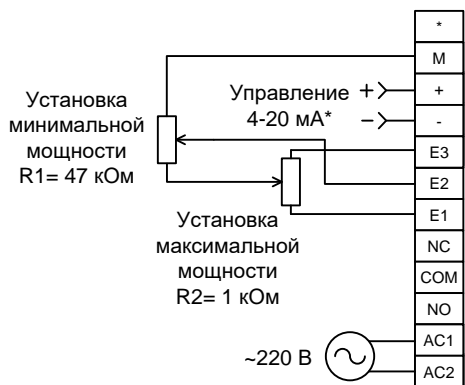 *
M
Управление +
+
4-20 мА* −
-
Установка
минимальной
мощности
R1= 47 кОм
E3
E2
E1
Установка
максимальной
мощности
R2= 1 кОм
NC
COM
NO
~220 В
AC1
AC2